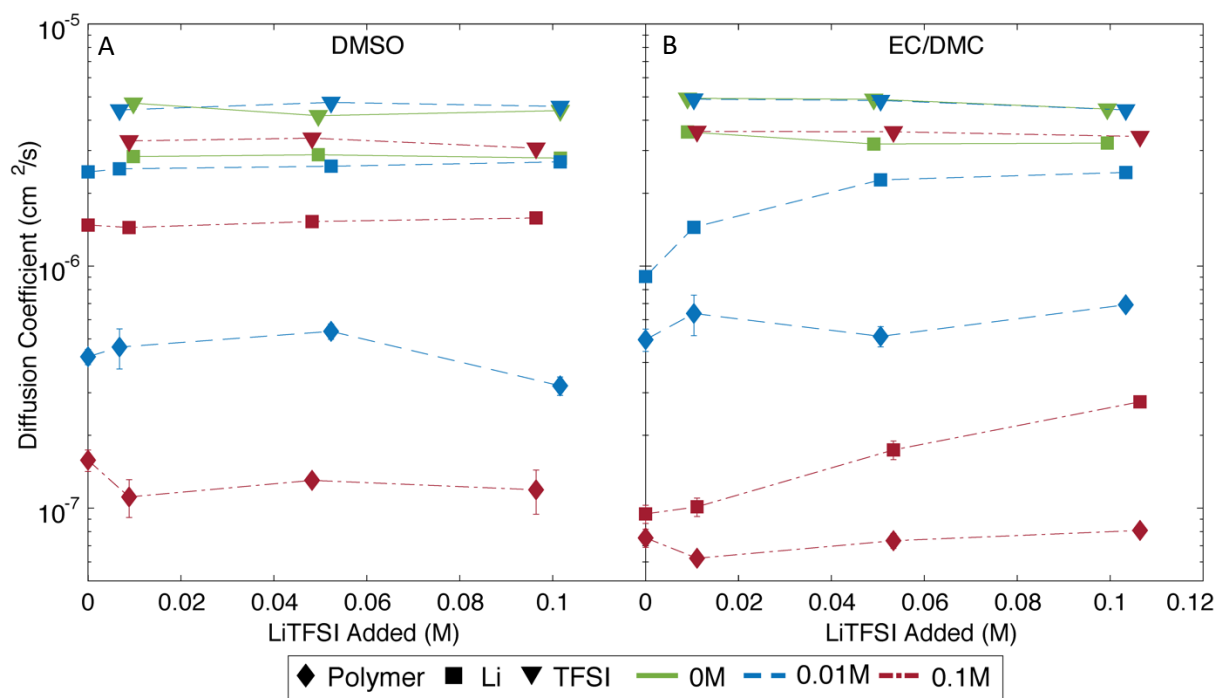 A DMSO
B EC/DMC
Diffusion Coefficient (cm ²/s)
10⁻⁵
10⁻⁶
10⁻⁷
0 0.02 0.04 0.06 0.08 0.1
0 0.02 0.04 0.06 0.08 0.1 0.12
LiTFSI Added (M)
LiTFSI Added (M)
Polymer Li TFSI 0M 0.01M 0.1M